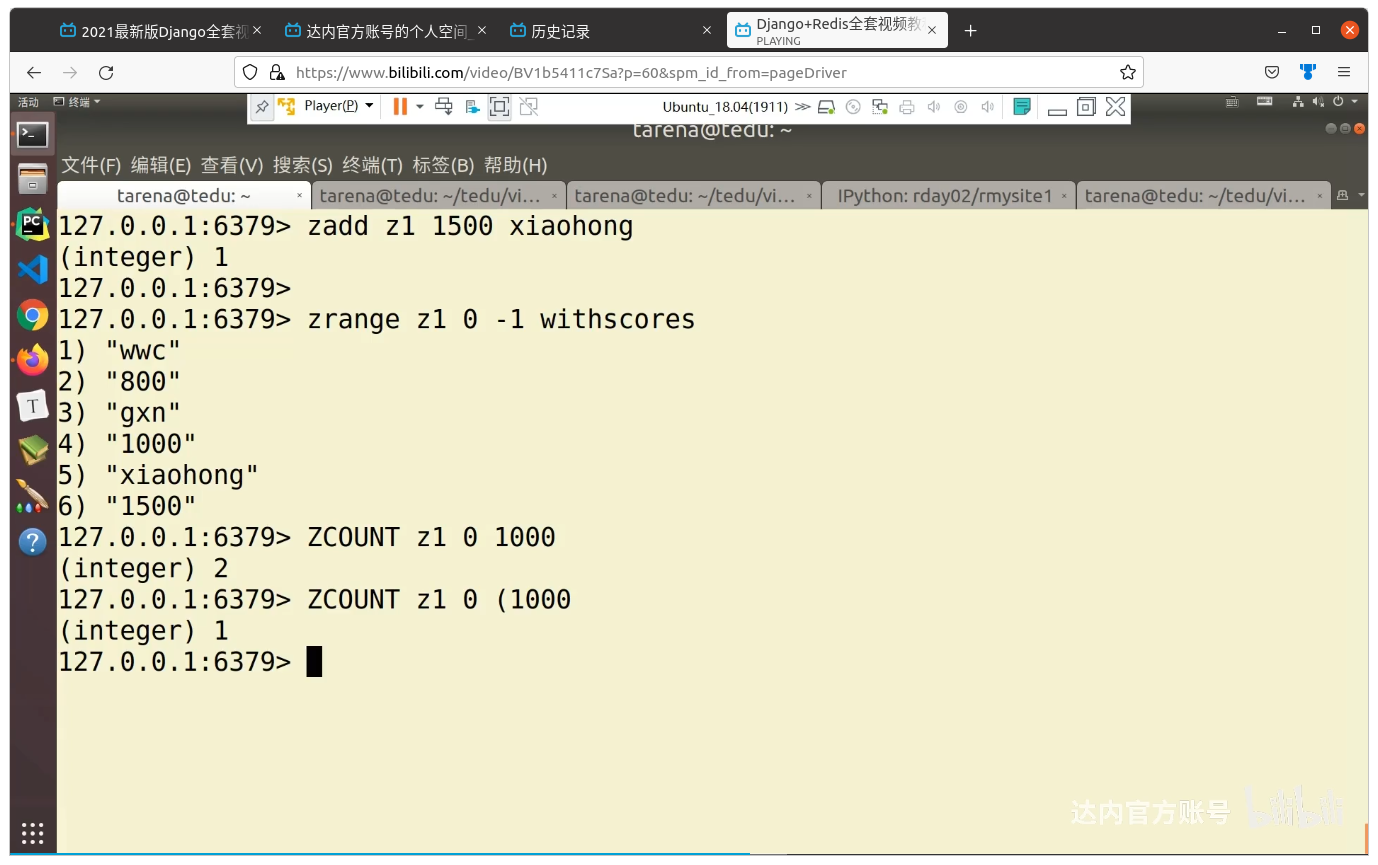 2021最新版Django全套视
达内官方账号的个人空间_
历史记录
Django+Redis全套视频教
PLAYING
https://www.bilibili.com/video/BV1b5411c7Sa?p=60&spm_id_from=pageDriver
活动 终端
Player(P)
Ubuntu_18.04(1911)
tarena@tedu: ~
文件(F) 编辑(E) 查看(V) 搜索(S) 终端(T) 标签(B) 帮助(H)
tarena@tedu: ~
tarena@tedu: ~/tedu/vi...
tarena@tedu: ~/tedu/vi...
IPython: rday02/rmysite1
tarena@tedu: ~/tedu/vi...
127.0.0.1:6379> zadd z1 1500 xiaohong
(integer) 1
127.0.0.1:6379>
127.0.0.1:6379> zrange z1 0 -1 withscores
1) "wwc"
2) "800"
3) "gxn"
4) "1000"
5) "xiaohong"
6) "1500"
127.0.0.1:6379> ZCOUNT z1 0 1000
(integer) 2
127.0.0.1:6379> ZCOUNT z1 0 (1000
(integer) 1
127.0.0.1:6379>
PC
T
?
达内官方账号 bilibili